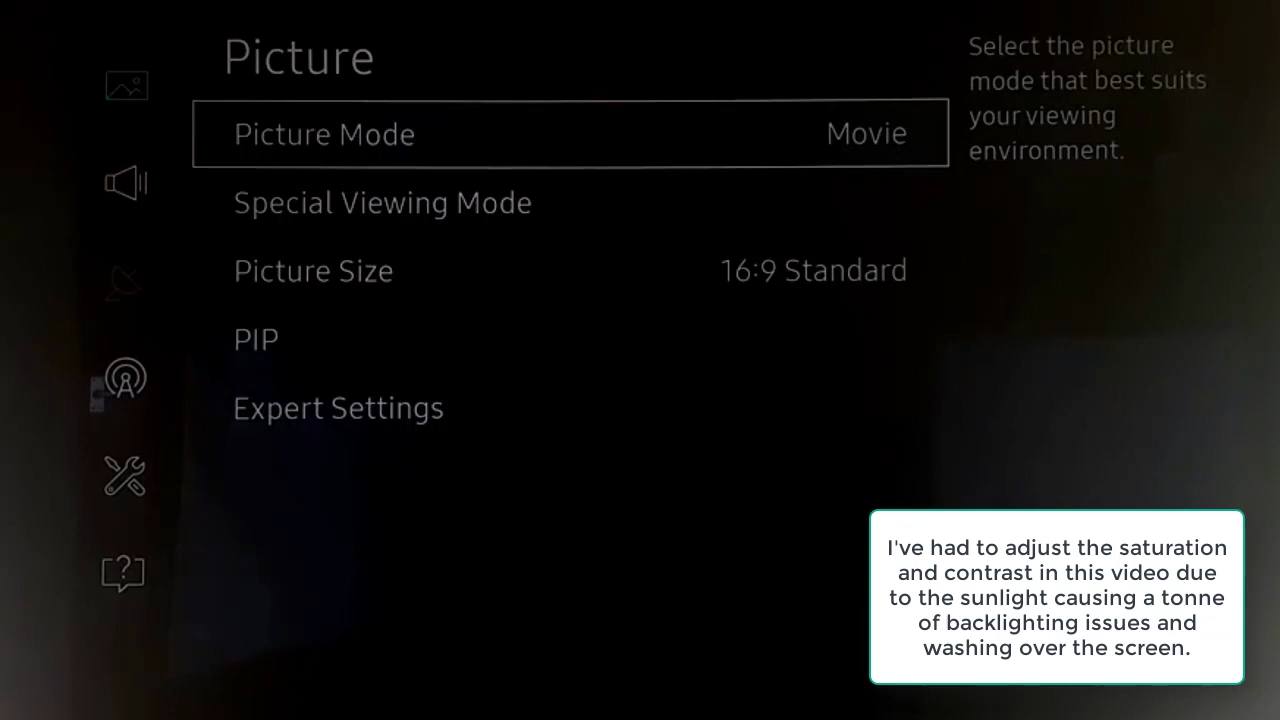 Picture
Select the picture
mode that best suits
your viewing
environment.
Picture Mode Movie
Special Viewing Mode
Picture Size 16:9 Standard
PIP
Expert Settings
I've had to adjust the saturation
and contrast in this video due
to the sunlight causing a tonne
of backlighting issues and
washing over the screen.